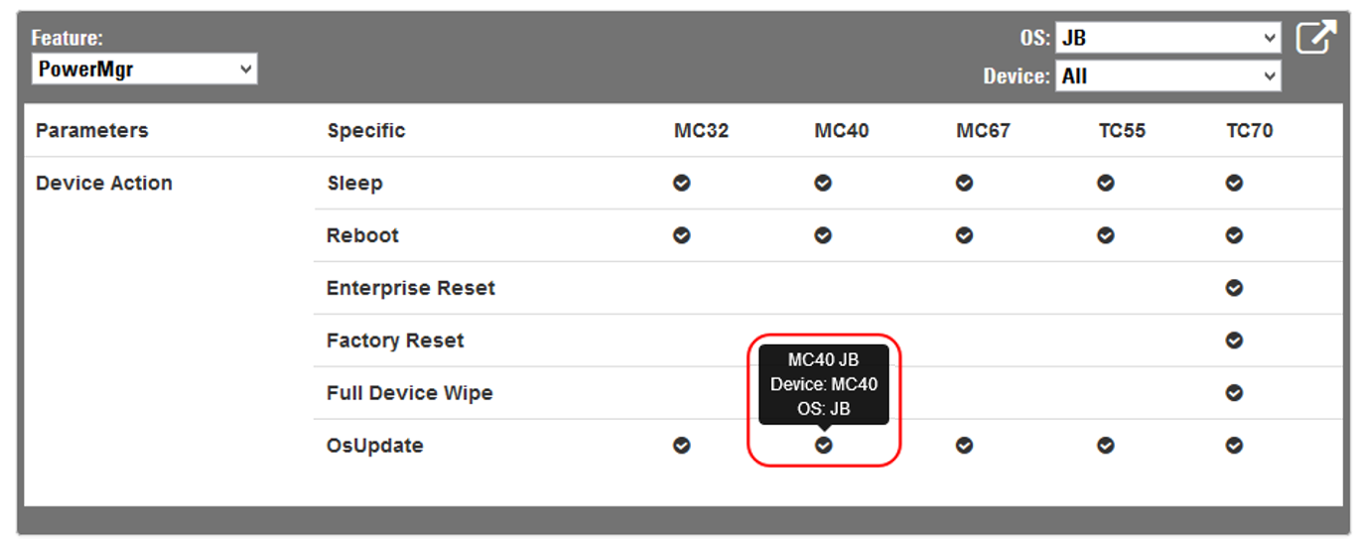 Feature:
PowerMgr
OS: JB
Device: All
Parameters Specific MC32 MC40 MC67 TC55 TC70
Device Action Sleep
Reboot
Enterprise Reset
Factory Reset
MC40 JB
Device: MC40
OS: JB
Full Device Wipe
OsUpdate